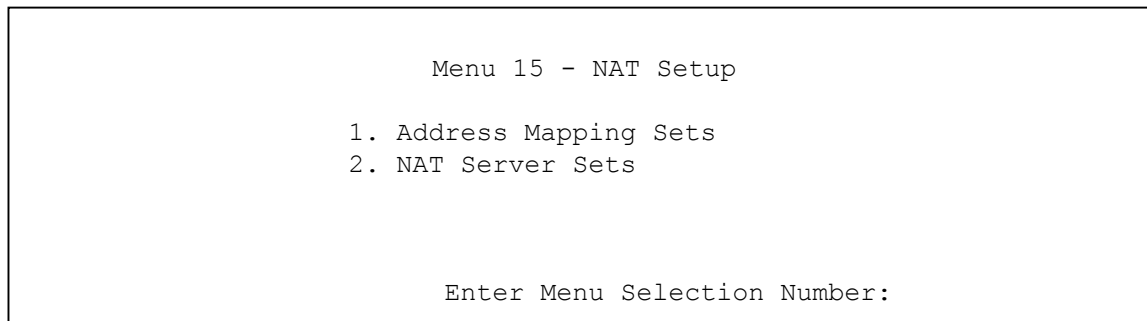 Menu 15 - NAT Setup
1. Address Mapping Sets
2. NAT Server Sets
Enter Menu Selection Number: